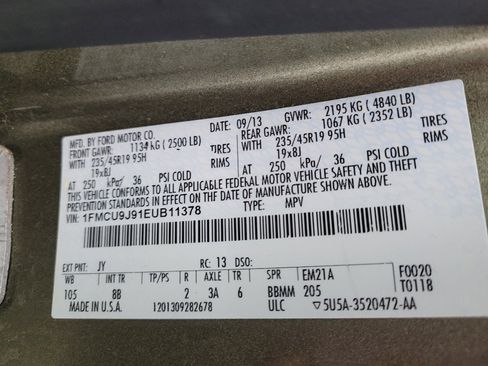 MFD. BY FORD MOTOR CO.
DATE: 09/13 GVWR: 2195 KG ( 4840 LB)
FRONT GAWR: 1134 KG ( 2500 LB) REAR GAWR: 1067 KG ( 2352 LB)
WITH 235/45R19 95H TIRES WITH 235/45R19 95H TIRES
19x8J RIMS 19x8J RIMS
AT 250 kPa/ 36 PSI COLD AT 250 kPa/ 36 PSI COLD
THIS VEHICLE CONFORMS TO ALL APPLICABLE FEDERAL MOTOR VEHICLE SAFETY AND THEFT
PREVENTION STANDARDS IN EFFECT ON THE DATE OF MANUFACTURE SHOWN ABOVE.
VIN: 1FMCU9J91EUB11378 TYPE: MPV
EXT PNT: JY RC: 13 DSO: F0020
WB INT TR TP/PS R AXLE TR SPR EM21A T0118
105 8B 2 3A 6 BBMM 205
MADE IN U.S.A. 1201309282678 ULC ▽5U5A-3520472-AA